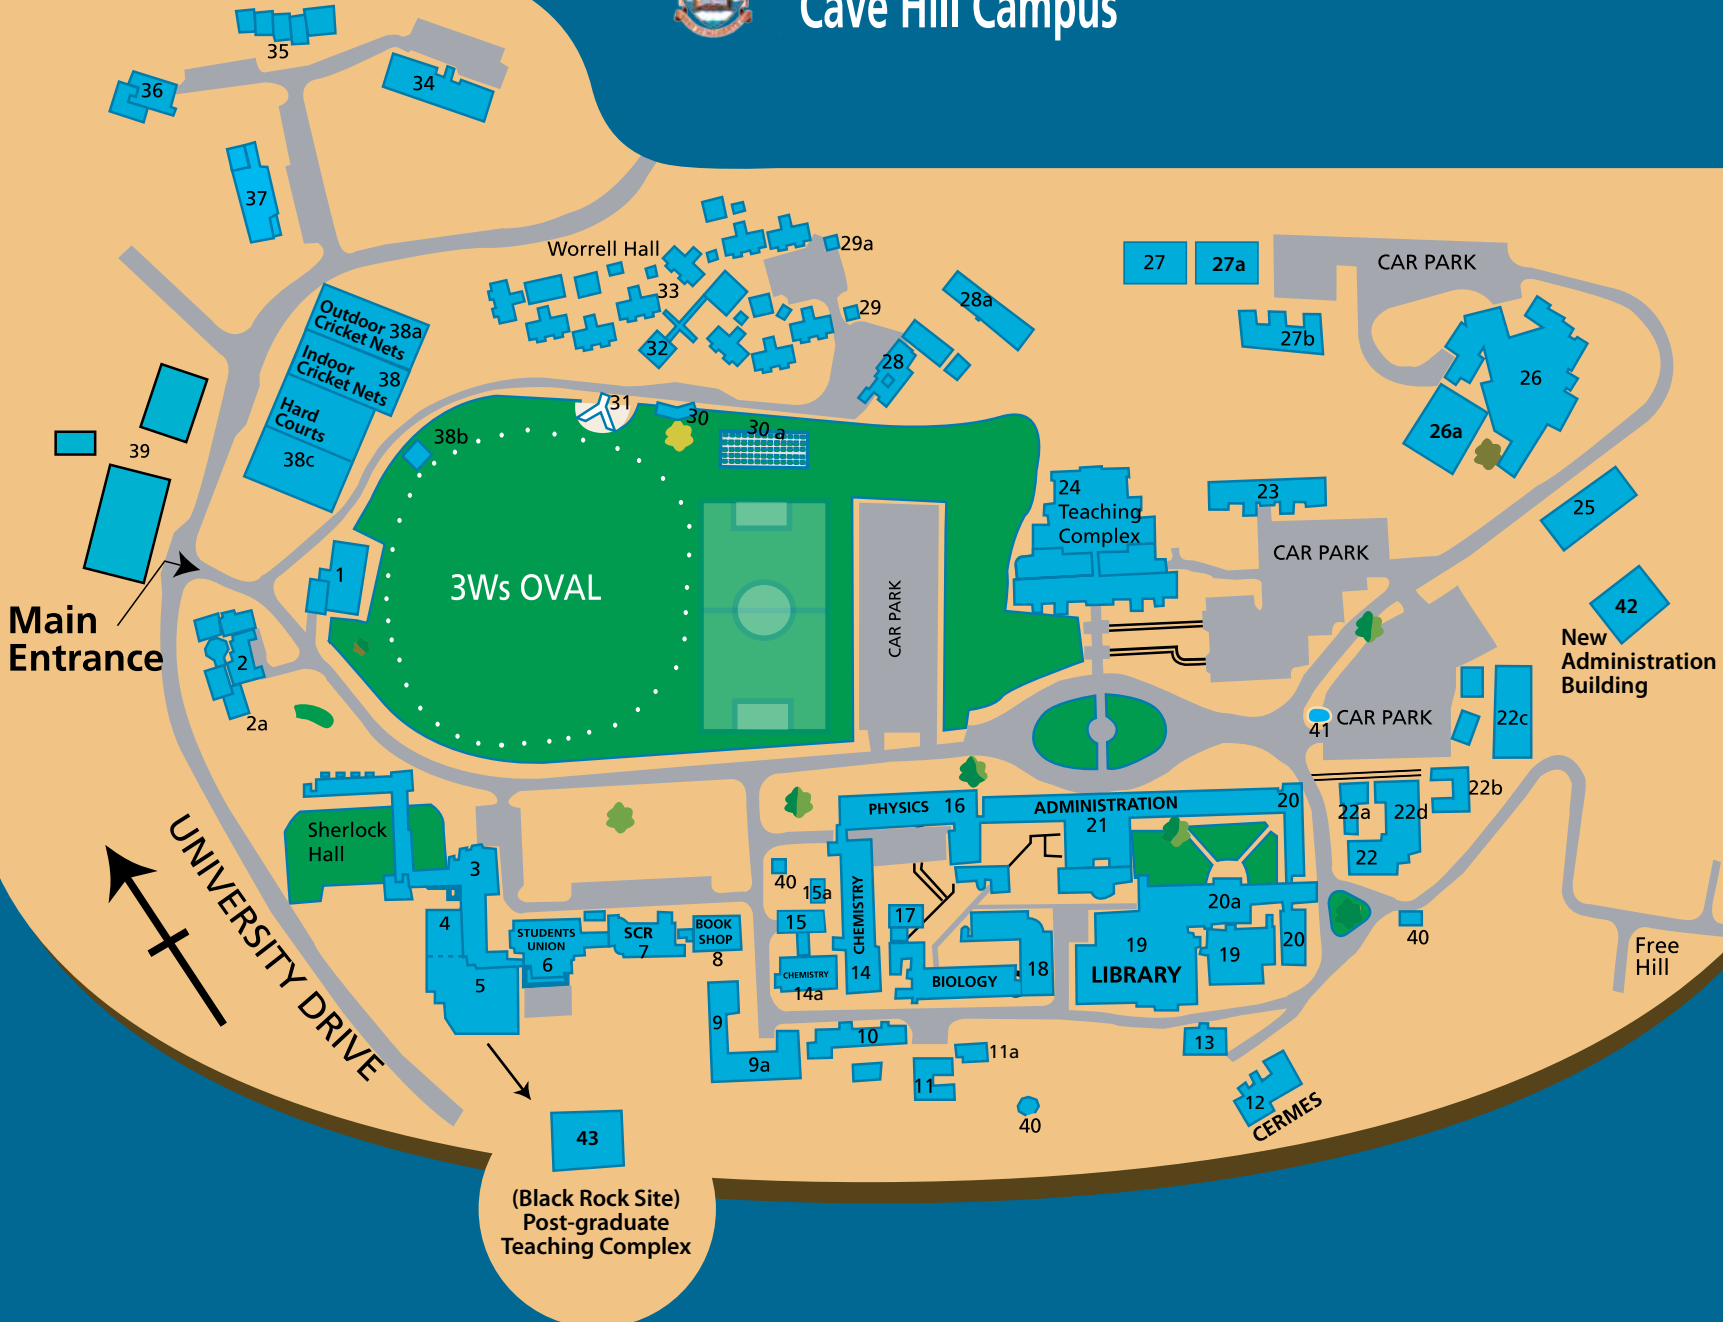 Cave Hill Campus
35
36
34
37
Worrell Hall
29a
33
29
32
28a
28
27
27a
27b
CAR PARK
26
26a
Outdoor 38a
Cricket Nets
Indoor 38
Cricket Nets
Hard
Courts
38c
38b
31
30
30 a
39
24
Teaching
Complex
23
CAR PARK
25
42
New
Administration
Building
Main
Entrance
1
2
2a
3Ws OVAL
CAR PARK
41
CAR PARK
22c
22b
22a
22d
22
Sherlock
Hall
3
4
5
STUDENTS
UNION
6
SCR
7
BOOK
SHOP
8
PHYSICS 16
ADMINISTRATION
20
21
40
15a
15
CHEMISTRY
14
CHEMISTRY
14a
17
BIOLOGY
18
20a
19
LIBRARY
19
20
40
Free
Hill
UNIVERSITY DRIVE
9
9a
10
11
11a
40
13
12
CERMES
43
(Black Rock Site)
Post-graduate
Teaching Complex